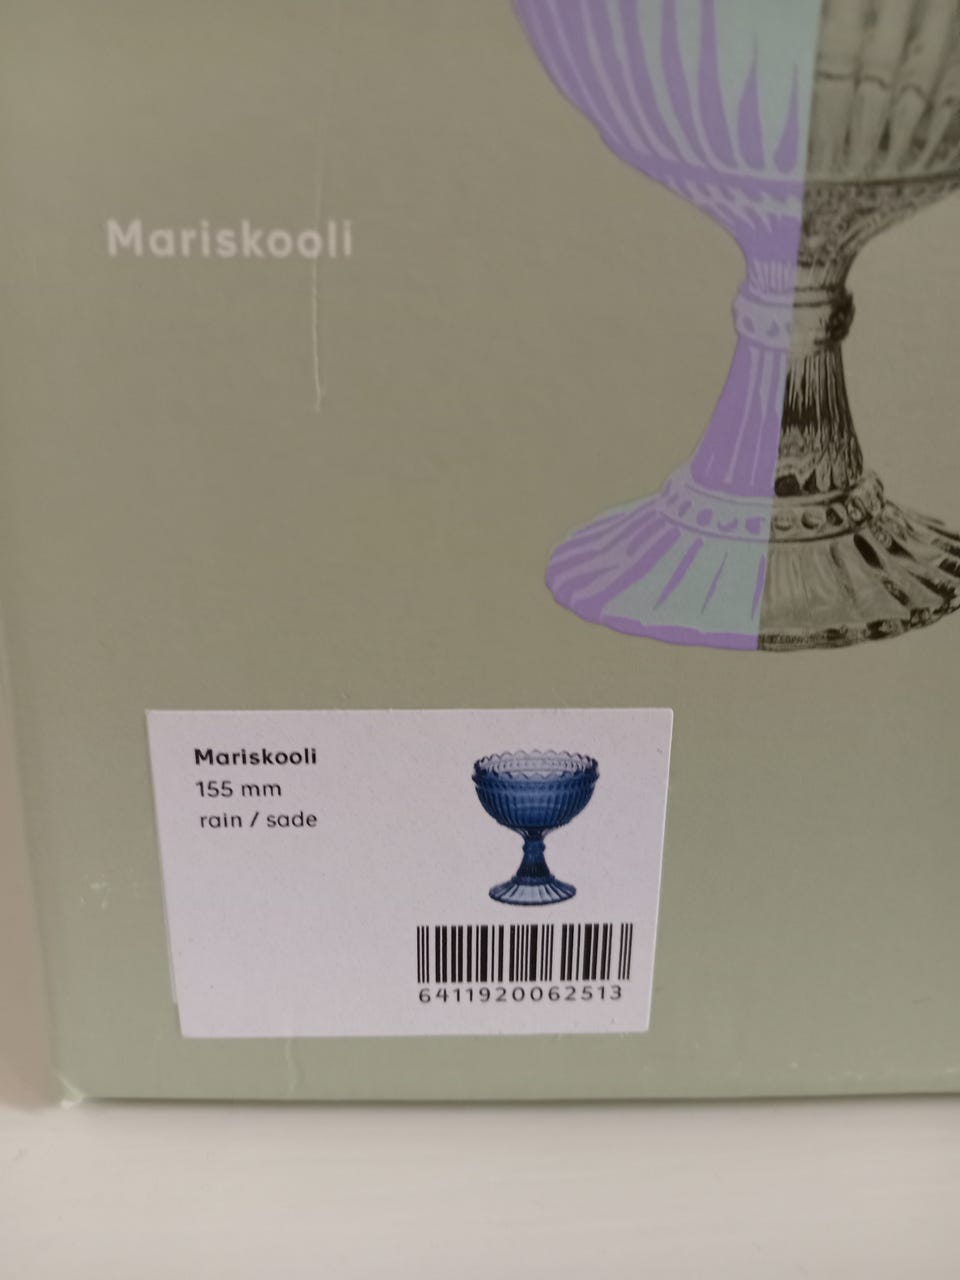 Mariskooli
Mariskooli
155 mm
rain / sade
6411920062513